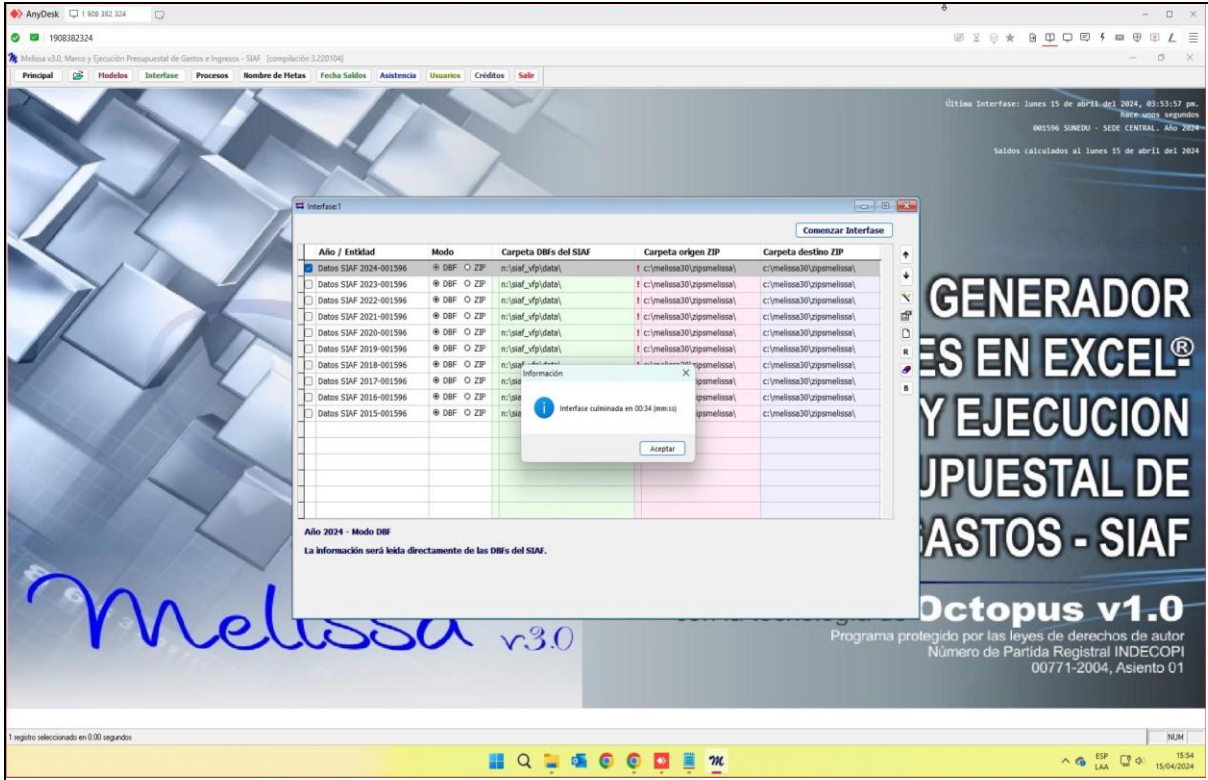 AnyDesk 1 908 382 324
1908382324
Melissa v3.0, Marco y Ejecución Presupuestal de Gastos e Ingresos - SIAF [compilación 3.220104]
Principal Modelos Interfase Procesos Nombre de Metas Fecha Saldos Asistencia Usuarios Créditos Salir
Última Interfase: lunes 15 de abril del 2024, 03:53:57 pm.
hace unos segundos
001596 SUNEDU - SEDE CENTRAL. Año 2024
Saldos calculados al lunes 15 de abril del 2024
Interfase:1
Comenzar Interfase
Año / Entidad Modo Carpeta DBFs del SIAF Carpeta origen ZIP Carpeta destino ZIP
Datos SIAF 2024-001596 DBF ZIP n:\siaf_vfp\data\ ! c:\melissa30\zipsmelissa\ c:\melissa30\zipsmelissa\
Datos SIAF 2023-001596 DBF ZIP n:\siaf_vfp\data\ ! c:\melissa30\zipsmelissa\ c:\melissa30\zipsmelissa\
Datos SIAF 2022-001596 DBF ZIP n:\siaf_vfp\data\ ! c:\melissa30\zipsmelissa\ c:\melissa30\zipsmelissa\
Datos SIAF 2021-001596 DBF ZIP n:\siaf_vfp\data\ ! c:\melissa30\zipsmelissa\ c:\melissa30\zipsmelissa\
Datos SIAF 2020-001596 DBF ZIP n:\siaf_vfp\data\ ! c:\melissa30\zipsmelissa\ c:\melissa30\zipsmelissa\
Datos SIAF 2019-001596 DBF ZIP n:\siaf_vfp\data\ ! c:\melissa30\zipsmelissa\ c:\melissa30\zipsmelissa\
Datos SIAF 2018-001596 DBF ZIP n:\siaf_vfp\data\ c:\melissa30\zipsmelissa\
Datos SIAF 2017-001596 DBF ZIP n:\sia ipsmelissa\ c:\melissa30\zipsmelissa\
Datos SIAF 2016-001596 DBF ZIP n:\sia ipsmelissa\ c:\melissa30\zipsmelissa\
Datos SIAF 2015-001596 DBF ZIP n:\sia ipsmelissa\ c:\melissa30\zipsmelissa\
R
B
Información
Interfase culminada en 00:34 (mm:ss)
Aceptar
Año 2024 - Modo DBF
La información será leída directamente de las DBFs del SIAF.
GENERADOR
ES EN EXCEL®
Y EJECUCION
UPUESTAL DE
GASTOS - SIAF
Octopus v1.0
Programa protegido por las leyes de derechos de autor
Número de Partida Registral INDECOPI
00771-2004, Asiento 01
Melissa v3.0
1 registro seleccionado en 0.00 segundos
NUM
ESP
LAA
15:54
15/04/2024